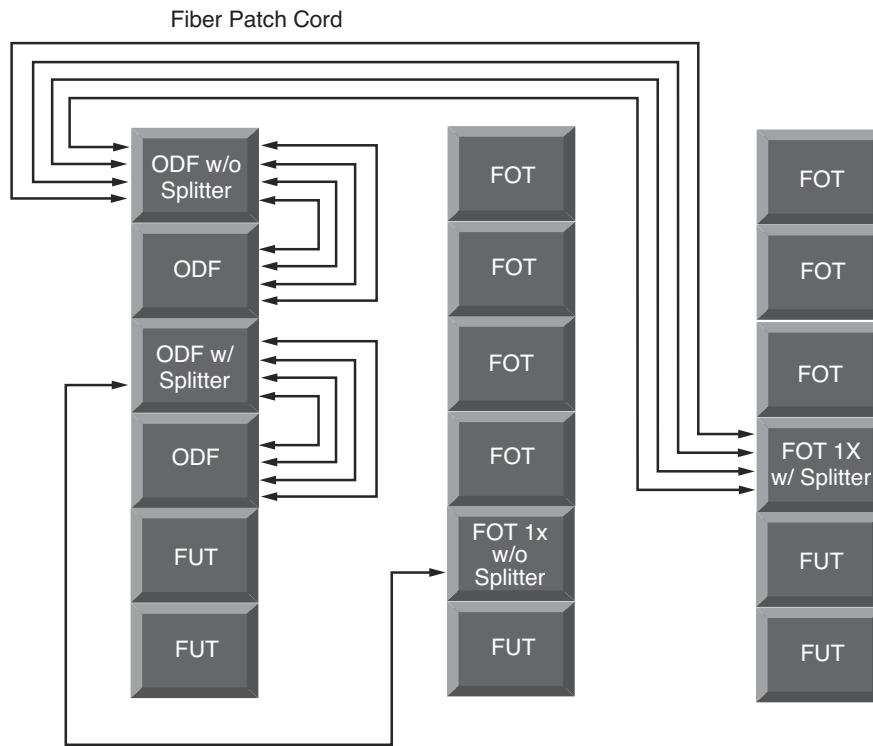 Fiber Patch Cord
ODF w/o
Splitter
ODF
ODF w/
Splitter
ODF
FUT
FUT
FOT
FOT
FOT
FOT
FOT 1x
w/o
Splitter
FUT
FOT
FOT
FOT
FOT 1X
w/ Splitter
FUT
FUT